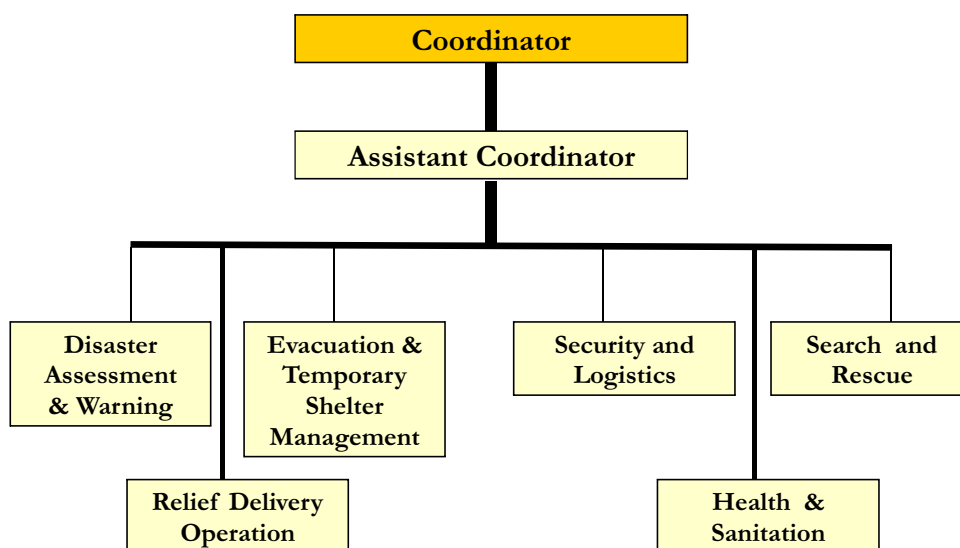 Coordinator
Assistant Coordinator
Disaster
Assessment
& Warning
Evacuation &
Temporary
Shelter
Management
Security and
Logistics
Search and
Rescue
Relief Delivery
Operation
Health &
Sanitation